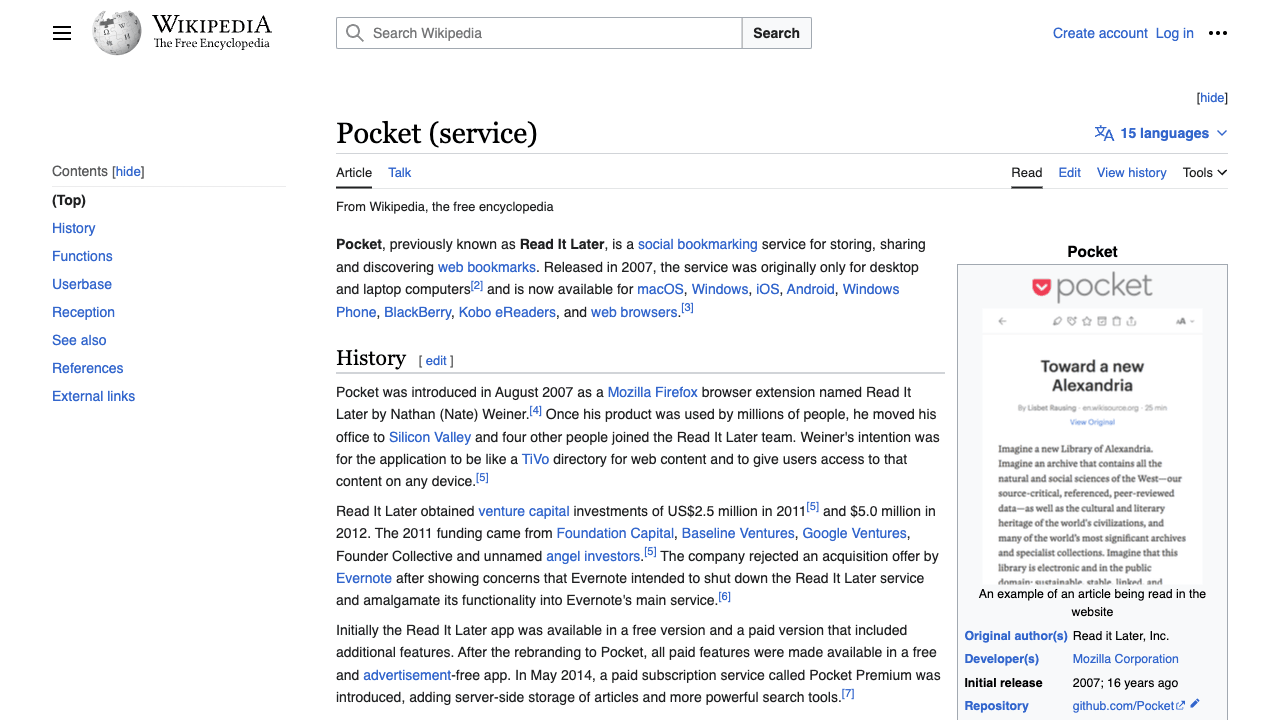 WIKIPEDIA
The Free Encyclopedia
Search Wikipedia
Search
Create account Log in
[hide]
Pocket (service)
15 languages
Contents [hide]
Article Talk
Read Edit View history Tools
(Top)
History
Functions
Userbase
Reception
See also
References
External links
From Wikipedia, the free encyclopedia
Pocket, previously known as Read It Later, is a social bookmarking service for storing, sharing
and discovering web bookmarks. Released in 2007, the service was originally only for desktop
and laptop computers[2] and is now available for macOS, Windows, iOS, Android, Windows
Phone, BlackBerry, Kobo eReaders, and web browsers.[3]
History [ edit ]
Pocket was introduced in August 2007 as a Mozilla Firefox browser extension named Read It
Later by Nathan (Nate) Weiner.[4] Once his product was used by millions of people, he moved his
office to Silicon Valley and four other people joined the Read It Later team. Weiner's intention was
for the application to be like a TiVo directory for web content and to give users access to that
content on any device.[5]
Read It Later obtained venture capital investments of US$2.5 million in 2011[5] and $5.0 million in
2012. The 2011 funding came from Foundation Capital, Baseline Ventures, Google Ventures,
Founder Collective and unnamed angel investors.[5] The company rejected an acquisition offer by
Evernote after showing concerns that Evernote intended to shut down the Read It Later service
and amalgamate its functionality into Evernote's main service.[6]
Initially the Read It Later app was available in a free version and a paid version that included
additional features. After the rebranding to Pocket, all paid features were made available in a free
and advertisement-free app. In May 2014, a paid subscription service called Pocket Premium was
introduced, adding server-side storage of articles and more powerful search tools.[7]
Pocket
pocket
AA
Toward a new
Alexandria
By Lisbet Rausing · en.wikisource.org · 25 min
View Original
Imagine a new Library of Alexandria.
Imagine an archive that contains all the
natural and social sciences of the West—our
source-critical, referenced, peer-reviewed
data—as well as the cultural and literary
heritage of the world's civilizations, and
many of the world's most significant archives
and specialist collections. Imagine that this
library is electronic and in the public
domain: sustainable, stable, linked, and
An example of an article being read in the
website
Original author(s) Read it Later, Inc.
Developer(s) Mozilla Corporation
Initial release 2007; 16 years ago
Repository github.com/Pocket